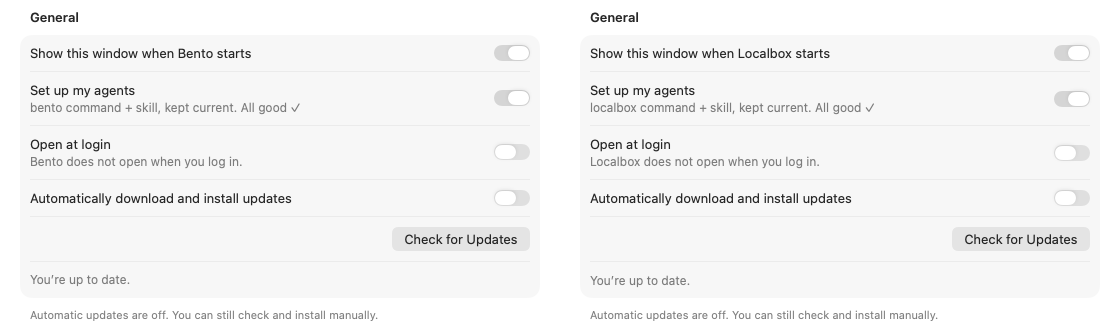 General
Show this window when Bento starts
Set up my agents
bento command + skill, kept current. All good ✓
Open at login
Bento does not open when you log in.
Automatically download and install updates
Check for Updates
You’re up to date.
Automatic updates are off. You can still check and install manually.
General
Show this window when Localbox starts
Set up my agents
localbox command + skill, kept current. All good ✓
Open at login
Localbox does not open when you log in.
Automatically download and install updates
Check for Updates
You’re up to date.
Automatic updates are off. You can still check and install manually.